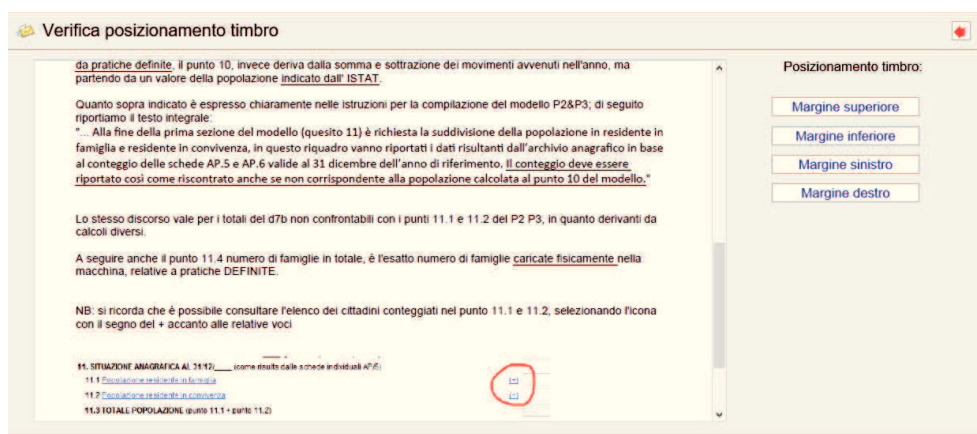 Verifica posizionamento timbro
da pratiche definite, il punto 10, invece deriva dalla somma e sottrazione dei movimenti avvenuti nell'anno, ma
partendo da un valore della popolazione indicato dall' ISTAT.
Quanto sopra indicato è espresso chiaramente nelle istruzioni per la compilazione del modello P2&P3; di seguito
riportiamo il testo integrale:
"... Alla fine della prima sezione del modello (quesito 11) è richiesta la suddivisione della popolazione in residente in
famiglia e residente in convivenza, in questo riquadro vanno riportati i dati risultanti dall'archivio anagrafico in base
al conteggio delle schede AP.5 e AP.6 valide al 31 dicembre dell'anno di riferimento. Il conteggio deve essere
riportato così come riscontrato anche se non corrispondente alla popolazione calcolata al punto 10 del modello."
Lo stesso discorso vale per i totali del d7b non confrontabili con i punti 11.1 e 11.2 del P2 P3, in quanto derivanti da
calcoli diversi.
A seguire anche il punto 11.4 numero di famiglie in totale, è l'esatto numero di famiglie caricate fisicamente nella
macchina, relative a pratiche DEFINITE.
NB: si ricorda che è possibile consultare l'elenco dei cittadini conteggiati nel punto 11.1 e 11.2, selezionando l'icona
con il segno del + accanto alle relative voci
11. SITUAZIONE ANAGRAFICA AL 31/12/____ (come risulta dalle schede individuali AP/5)
11.1 Popolazione residente in famiglia [+]
11.2 Popolazione residente in convivenza [+]
11.3 TOTALE POPOLAZIONE (punto 11.1 + punto 11.2)
Posizionamento timbro:
Margine superiore
Margine inferiore
Margine sinistro
Margine destro